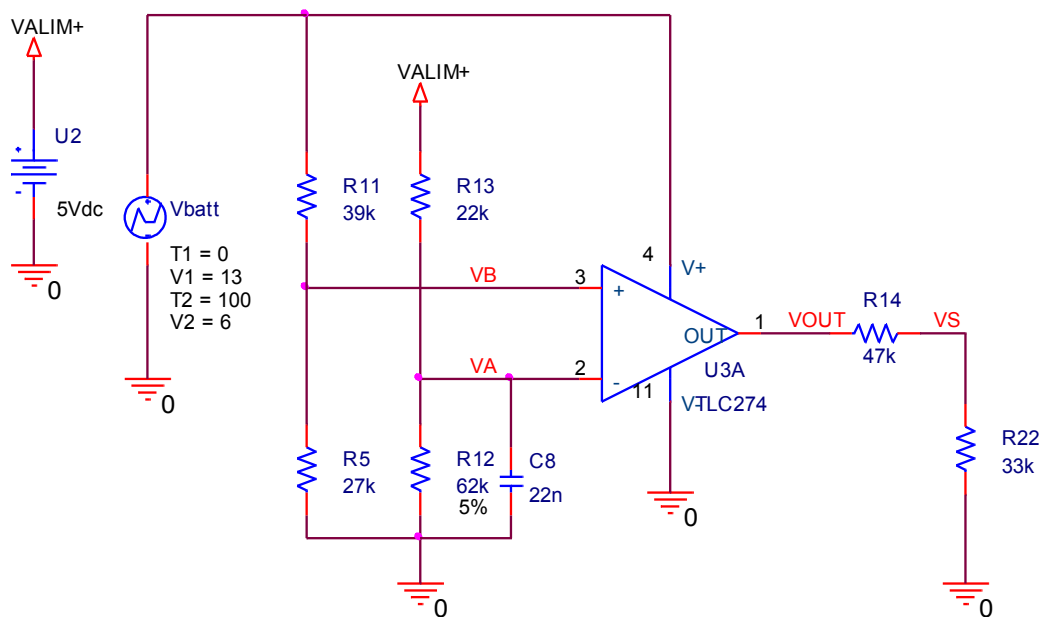 VALIM+
U2
+
-
5Vdc
0
Vbatt
+
-
T1 = 0
V1 = 13
T2 = 100
V2 = 6
0
R11
39k
VALIM+
R13
22k
VB
VA
R5
27k
R12
62k
5%
C8
22n
0
3
+
2
-
4
V+
OUT
1
U3A
11
V-
TLC274
0
VOUT
R14
47k
VS
R22
33k
0